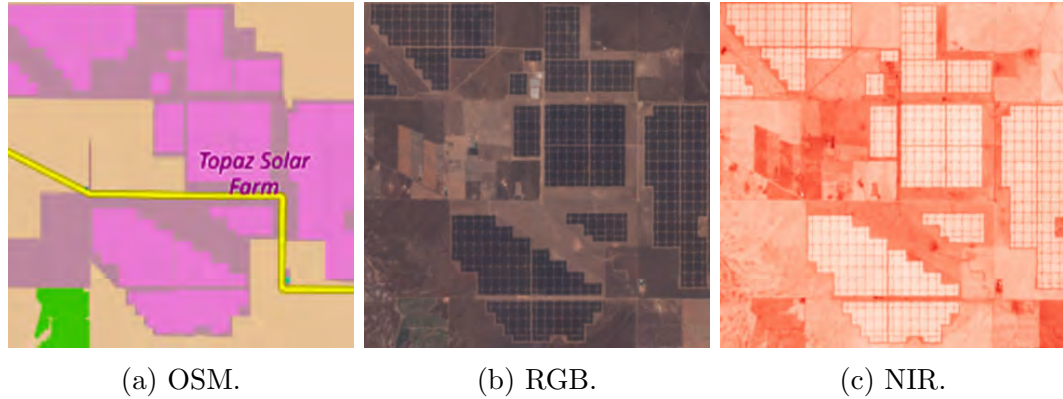 Topaz Solar
Farm
(a) OSM.
(b) RGB.
(c) NIR.